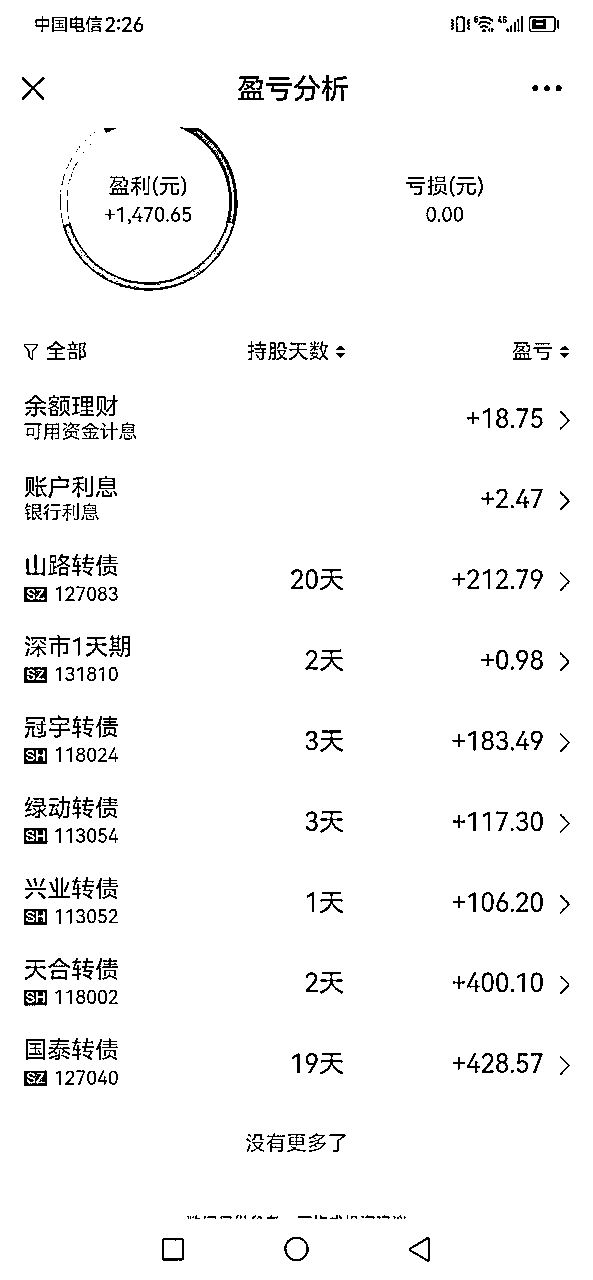 中国电信2:26
盈亏分析
盈利(元)
亏损(元)
+1,470.65
0.00
全部 持股天数 盈亏
余额理财
可用资金计息
+18.75
账户利息
银行利息
+2.47
山路转债
SZ 127083
20天
+212.79
深市1天期
SZ 131810
2天
+0.98
冠宇转债
SH 118024
3天
+183.49
绿动转债
SH 113054
3天
+117.30
兴业转债
SH 113052
1天
+106.20
天合转债
SH 118002
2天
+400.10
国泰转债
SZ 127040
19天
+428.57
没有更多了